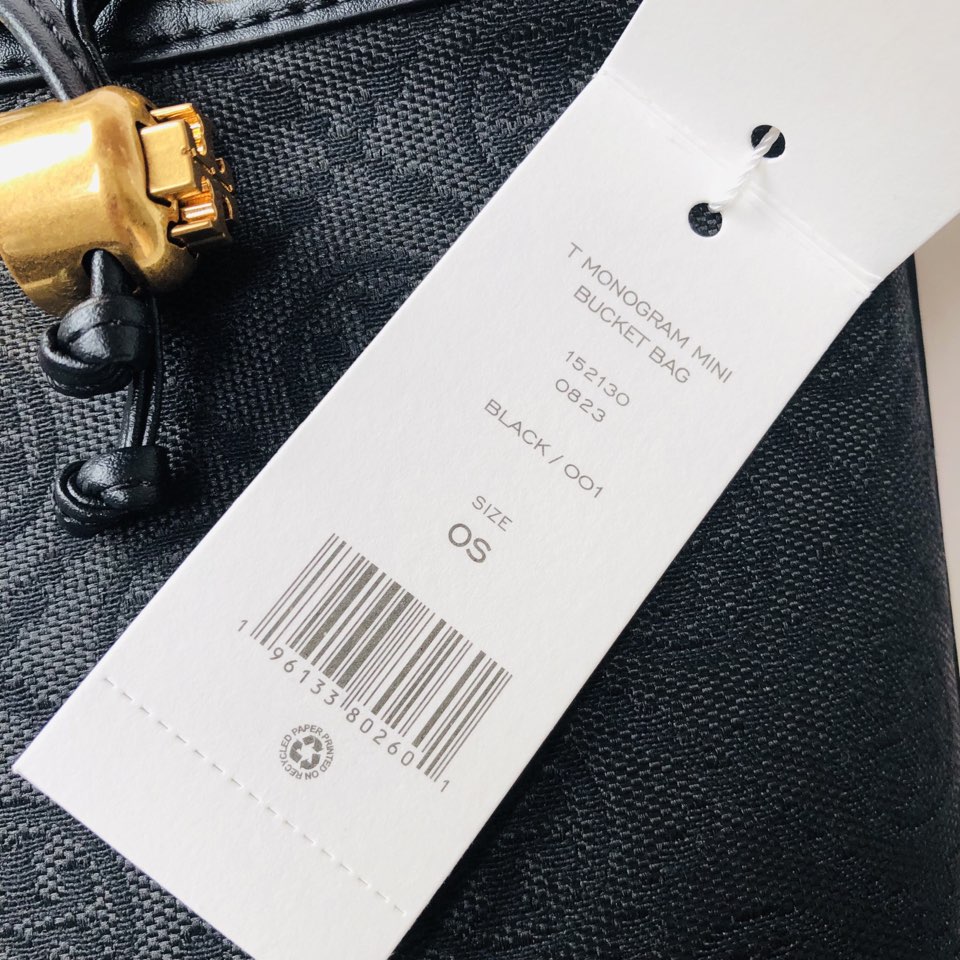 T MONOGRAM MINI
BUCKET BAG
152130
0823
BLACK / 001
SIZE
OS
1 96133 80260 1
PRINTED ON RECYCLED PAPER